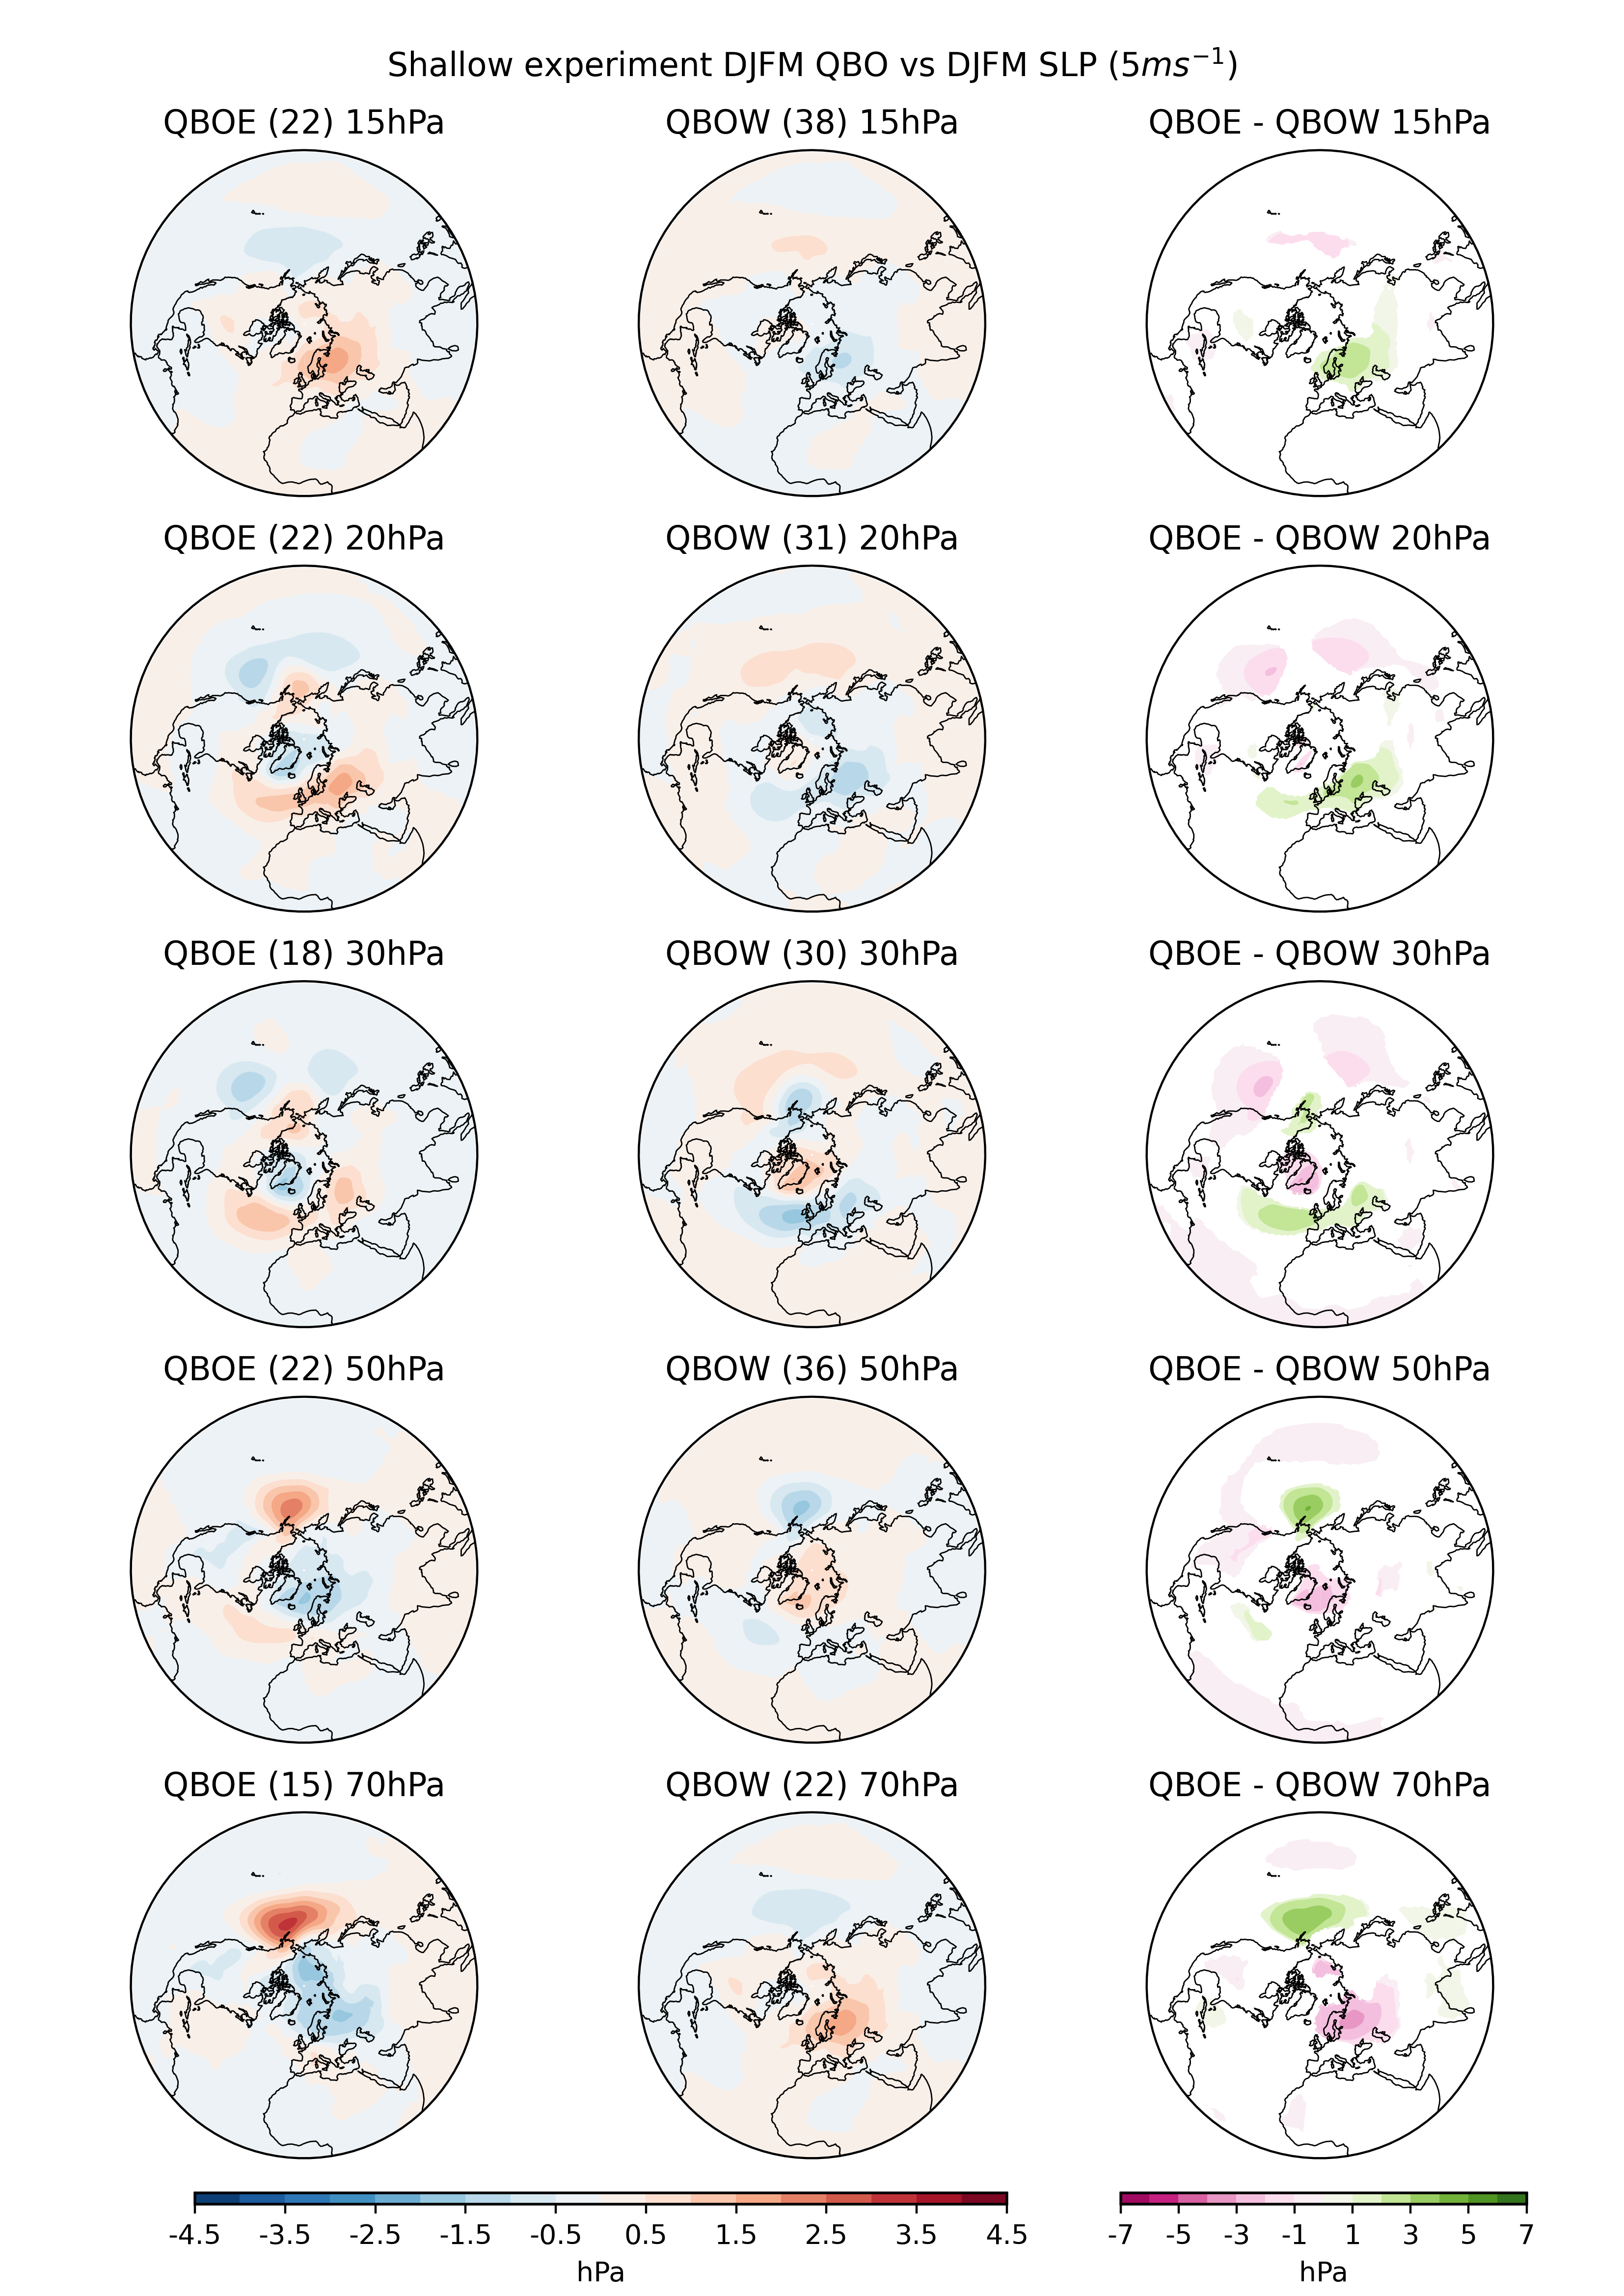 Shallow experiment DJFM QBO vs DJFM SLP (5ms⁻¹)
QBOE (22) 15hPa QBOW (38) 15hPa QBOE - QBOW 15hPa
QBOE (22) 20hPa QBOW (31) 20hPa QBOE - QBOW 20hPa
QBOE (18) 30hPa QBOW (30) 30hPa QBOE - QBOW 30hPa
QBOE (22) 50hPa QBOW (36) 50hPa QBOE - QBOW 50hPa
QBOE (15) 70hPa QBOW (22) 70hPa QBOE - QBOW 70hPa
-4.5 -3.5 -2.5 -1.5 -0.5 0.5 1.5 2.5 3.5 4.5 -7 -5 -3 -1 1 3 5 7
hPa hPa